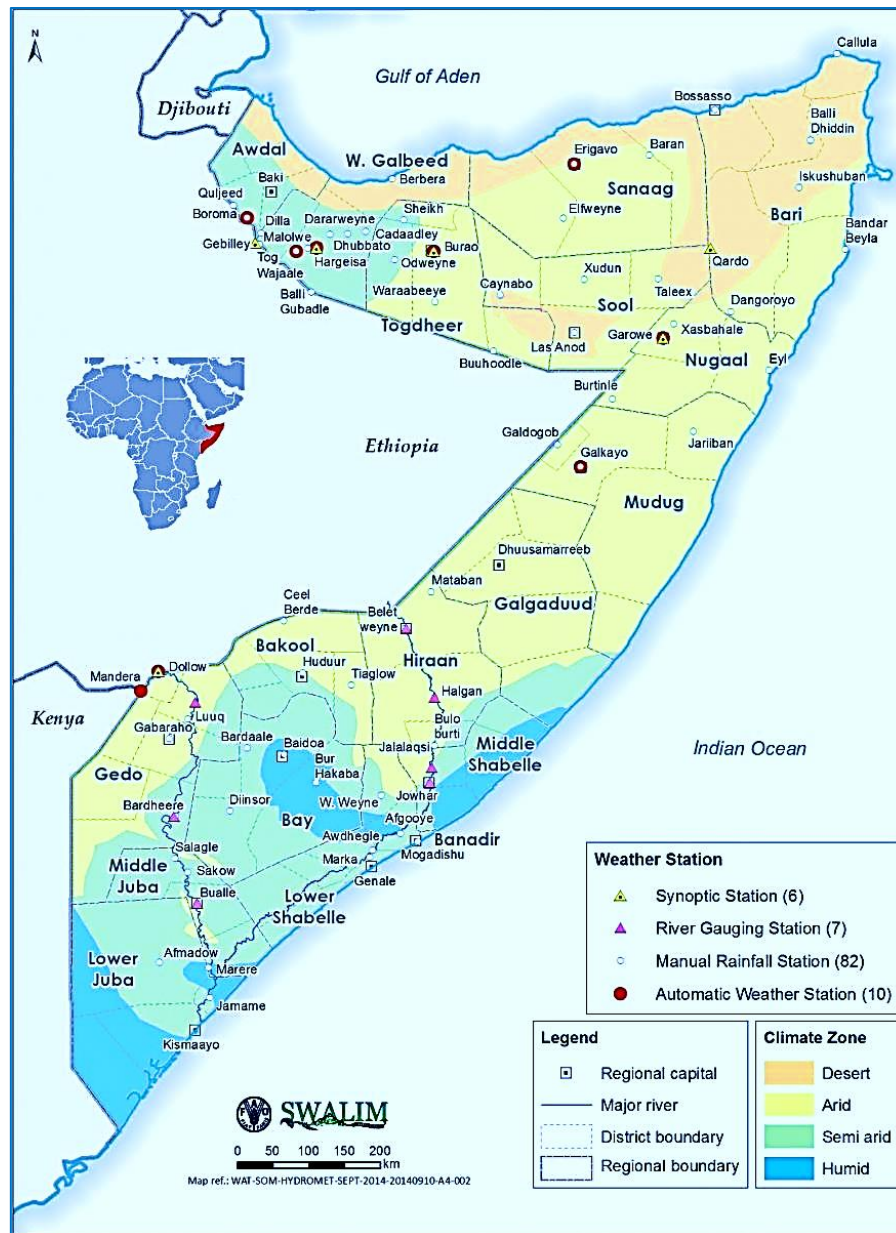 N
Callula
Gulf of Aden
Djibouti
Bossasso
Balli
Dhiddin
Awdal
W. Galbeed
Erigavo
Baran
Baki
Berbera
Sanaag
Iskushuban
Quljeed
Sheikh
Bari
Boroma
Dilla
Dararweyne
Elfweyne
Bandar
Beyla
Malolwe
Cadaadley
Gebilley
Dhubbato
Burao
Tog
Wajaale
Hargeisa
Odweyne
Qardo
Xudun
Waraabeeye
Caynabo
Taleex
Balli
Gubadle
Sool
Dangoroyo
Togdheer
Garowe
Xasbahale
Las Anod
Nugaal
Buuhoodle
Eyl
Burtinle
Ethiopia
Galdogob
Jariiban
Galkayo
Mudug
Dhuusamarreeb
Mataban
Ceel
Berde
Belet
weyne
Galgaduud
Bakool
Hiraan
Dollow
Huduur
Mandera
Tiaglow
Halgan
Kenya
Luuq
Gabaraho
Bulo
burti
Bardaale
Baidoa
Jalalaqsi
Middle
Shabelle
Indian Ocean
Gedo
Bur
Hakaba
Jowhar
Bardheere
Diinsor
W. Weyne
Bay
Afgooye
Awdhegle
Banadir
Salagle
Mogadishu
Middle
Juba
Sakow
Marka
Genale
Bualle
Lower
Shabelle
Lower
Juba
Afmadow
Marere
Jamame
Kismaayo
Weather Station
Synoptic Station (6)
River Gauging Station (7)
Manual Rainfall Station (82)
Automatic Weather Station (10)
Legend
Regional capital
Major river
District boundary
Regional boundary
Climate Zone
Desert
Arid
Semi arid
Humid
FAO SWALIM
0 50 100 150 200
km
Map ref.: WAT-SOM-HYDROMET-SEPT-2014-20140910-A4-002